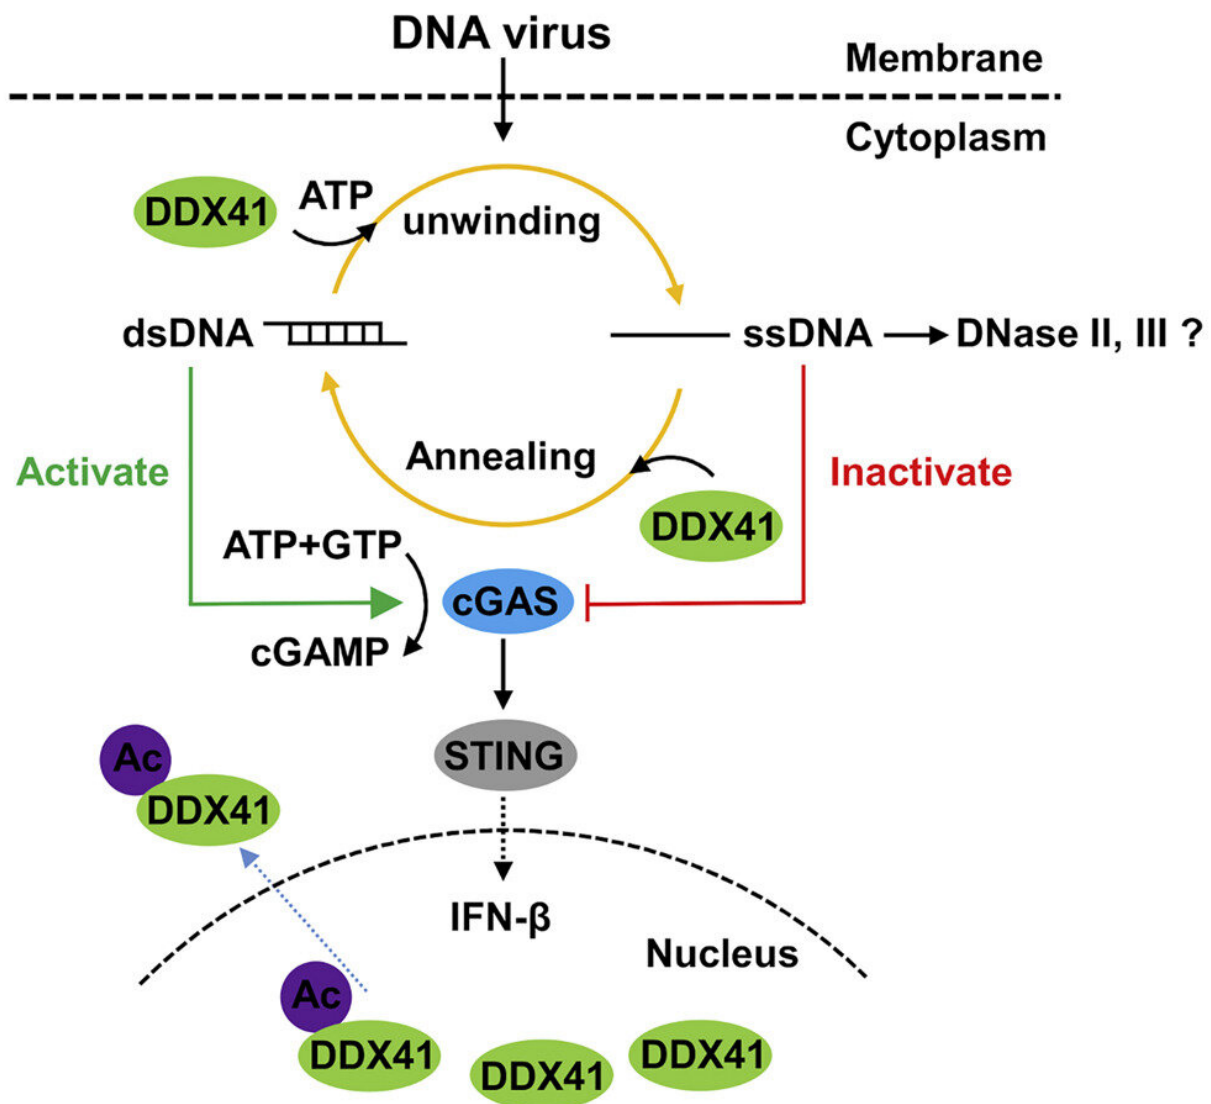 DNA virus
Membrane
Cytoplasm
DDX41
ATP
unwinding
dsDNA
ssDNA
DNase II, III ?
Activate
Annealing
Inactivate
DDX41
ATP+GTP
cGAS
cGAMP
STING
Ac
DDX41
IFN-β
Nucleus
Ac
DDX41
DDX41
DDX41